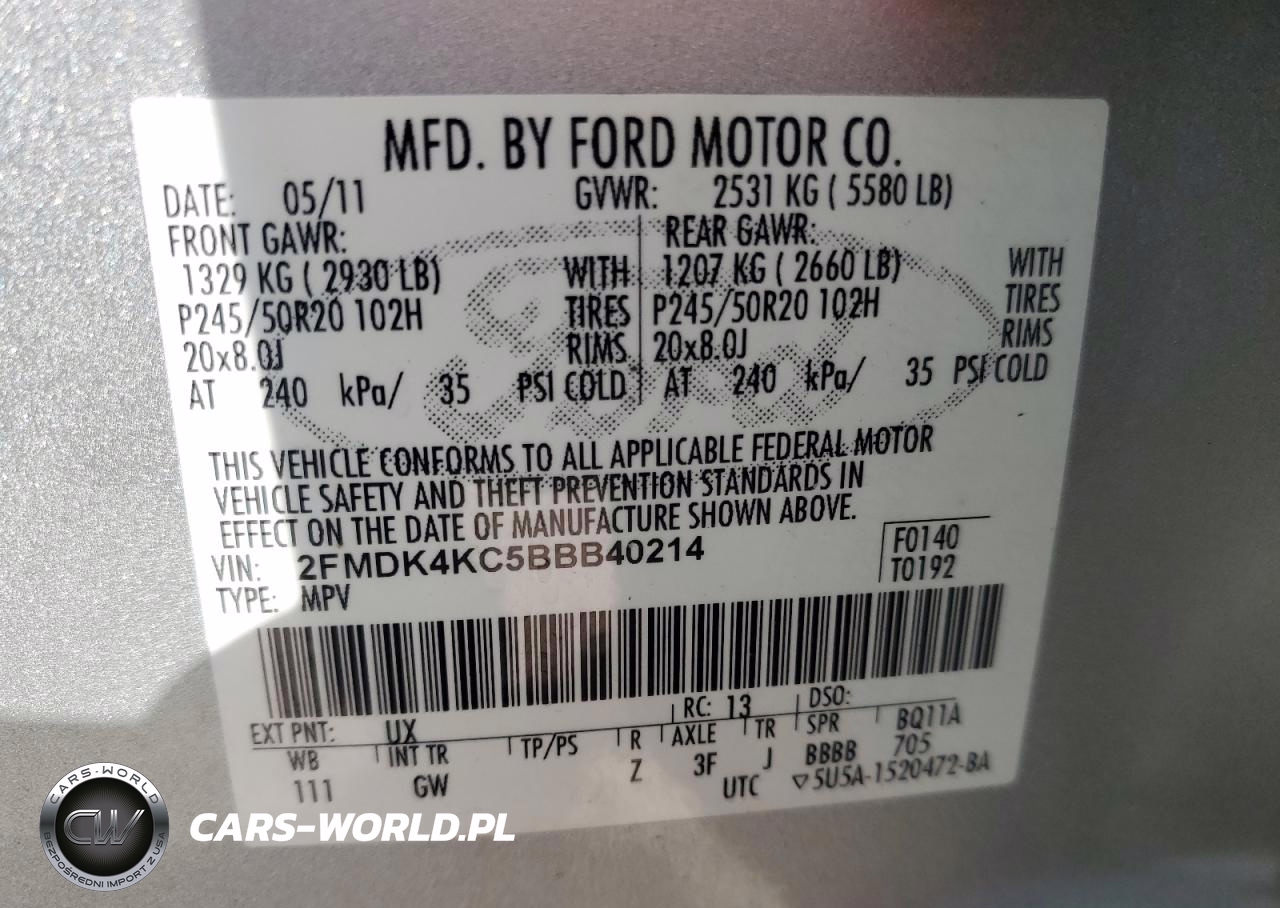 MFD. BY FORD MOTOR CO.
DATE: 05/11 GVWR: 2531 KG ( 5580 LB)
FRONT GAWR: REAR GAWR:
1329 KG ( 2930 LB) WITH 1207 KG ( 2660 LB) WITH
P245/50R20 102H TIRES P245/50R20 102H TIRES
20x8.0J RIMS 20x8.0J RIMS
AT 240 kPa/ 35 PSI COLD AT 240 kPa/ 35 PSI COLD
Ford
THIS VEHICLE CONFORMS TO ALL APPLICABLE FEDERAL MOTOR
VEHICLE SAFETY AND THEFT PREVENTION STANDARDS IN
EFFECT ON THE DATE OF MANUFACTURE SHOWN ABOVE.
VIN: 2FMDK4KC5BBB40214 F0140
TYPE: MPV T0192
EXT PNT: UX RC: 13 DSO:
WB INT TR TP/PS R AXLE TR SPR BQ11A
111 GW Z 3F J BBBB 705
UTC ▽5U5A-1520472-BA
CARS-WORLD
CW
BEZPOŚREDNI IMPORT Z USA
CARS-WORLD.PL